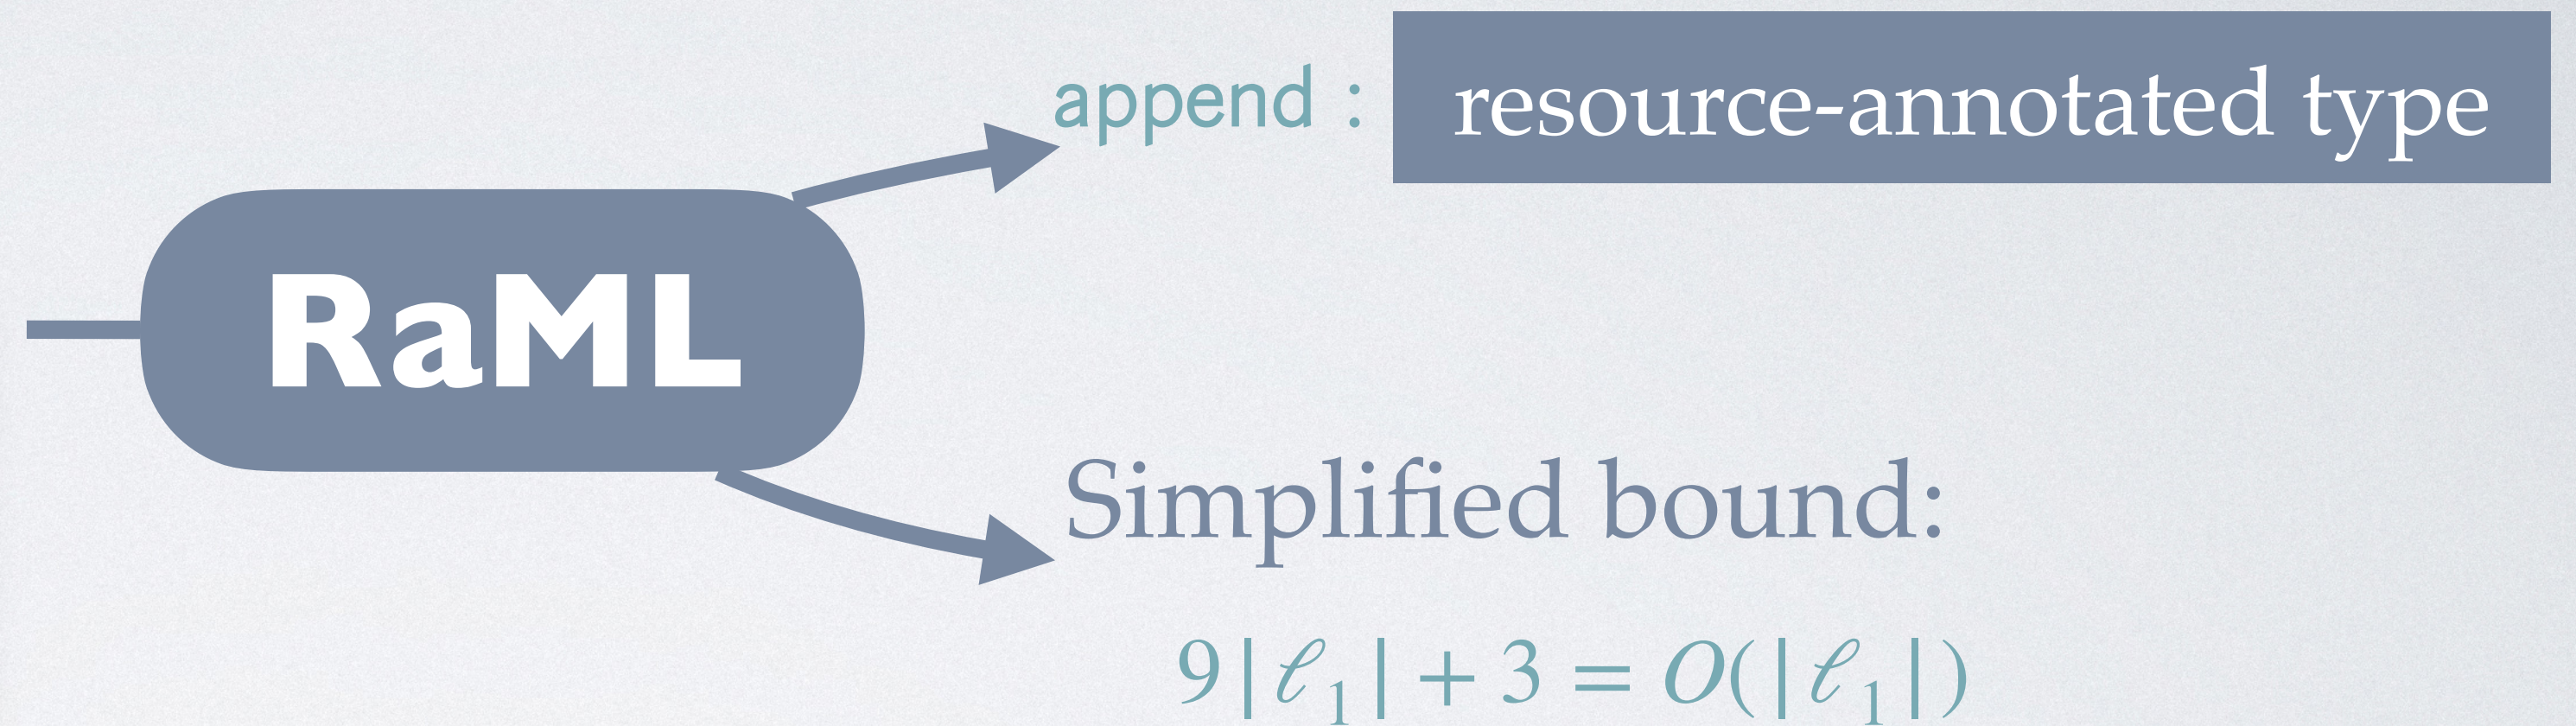 append : resource-annotated type
RaML
Simplified bound:
9|ℓ₁| + 3 = O(|ℓ₁|)